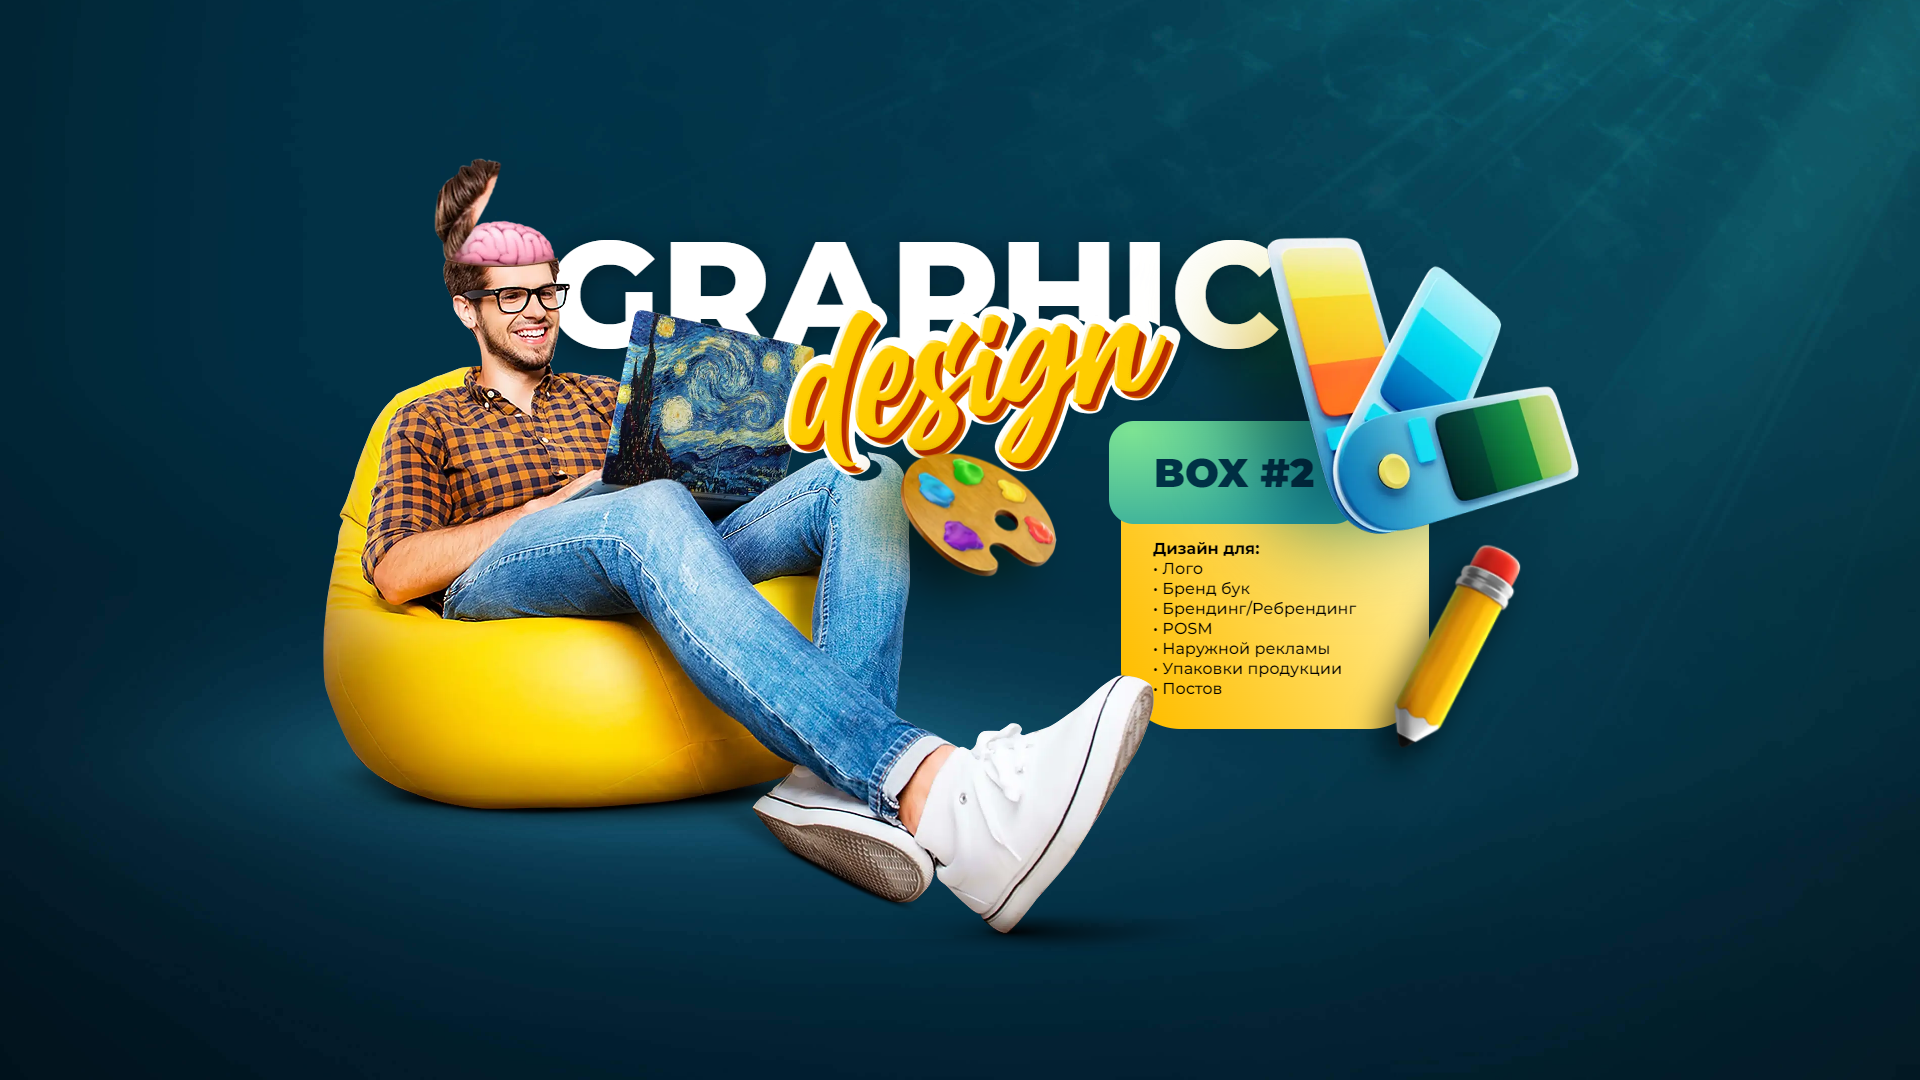 GRAPHIC
design
BOX #2
Дизайн для:
• Лого
• Бренд бук
• Брендинг/Ребрендинг
• POSM
• Наружной рекламы
• Упаковки продукции
• Постов